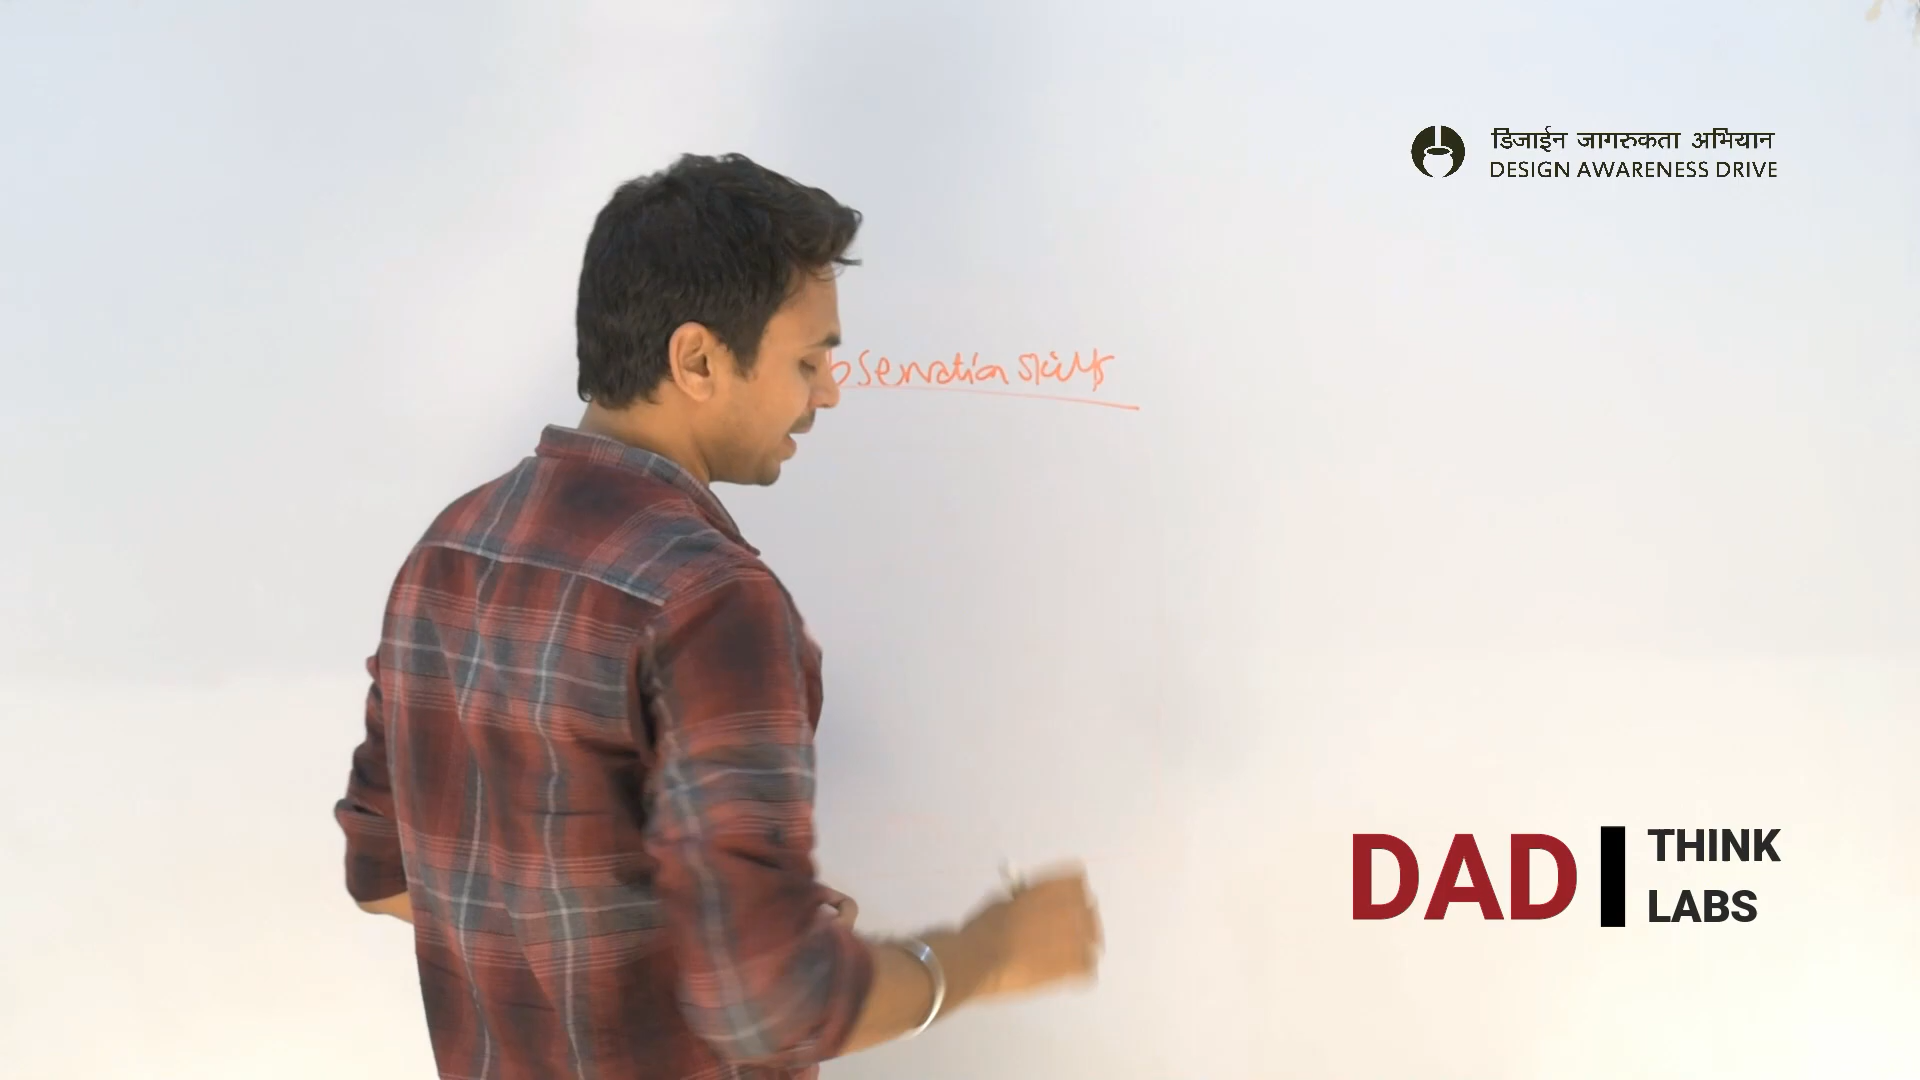 डिजाईन जागरुकता अभियान
DESIGN AWARENESS DRIVE
bservation skills
DAD
THINK
LABS